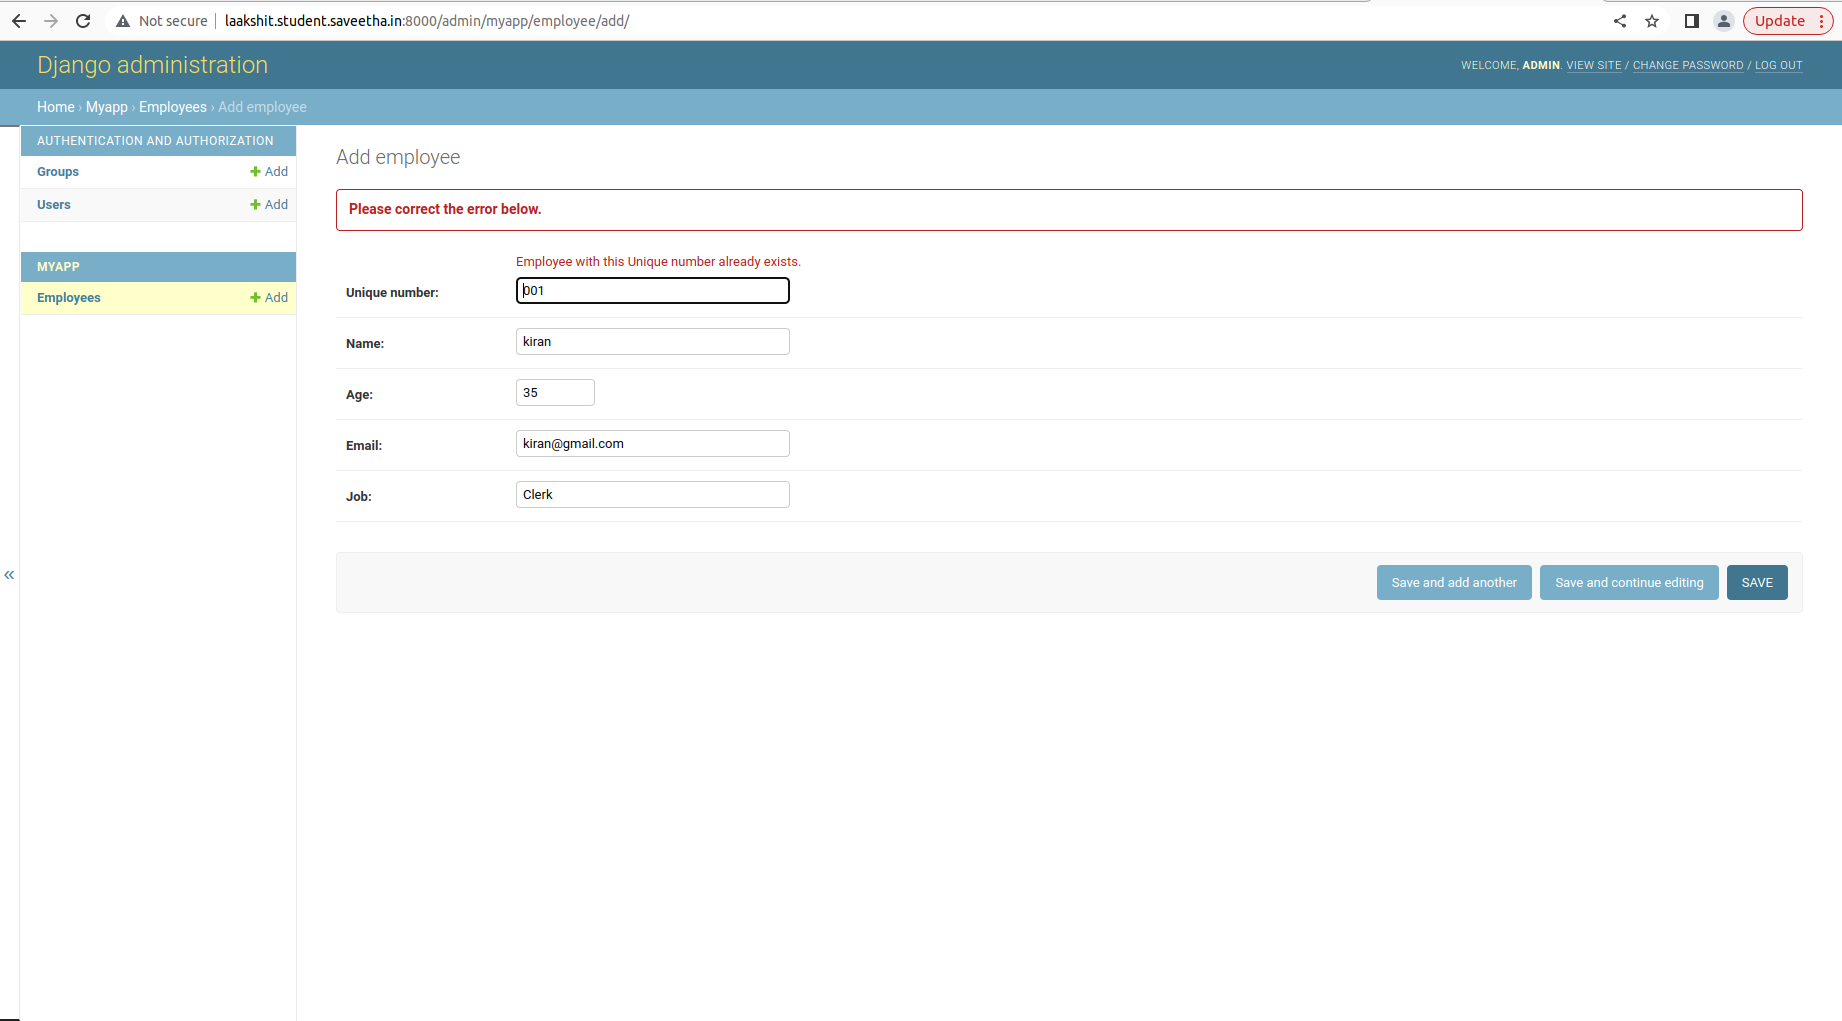 Not secure | laakshit.student.saveetha.in:8000/admin/myapp/employee/add/ Update
Django administration
WELCOME, ADMIN. VIEW SITE / CHANGE PASSWORD / LOG OUT
Home › Myapp › Employees › Add employee
AUTHENTICATION AND AUTHORIZATION
Groups + Add
Users + Add
MYAPP
Employees + Add
«
Add employee
Please correct the error below.
Employee with this Unique number already exists.
Unique number: 001
Name: kiran
Age: 35
Email: kiran@gmail.com
Job: Clerk
Save and add another Save and continue editing SAVE